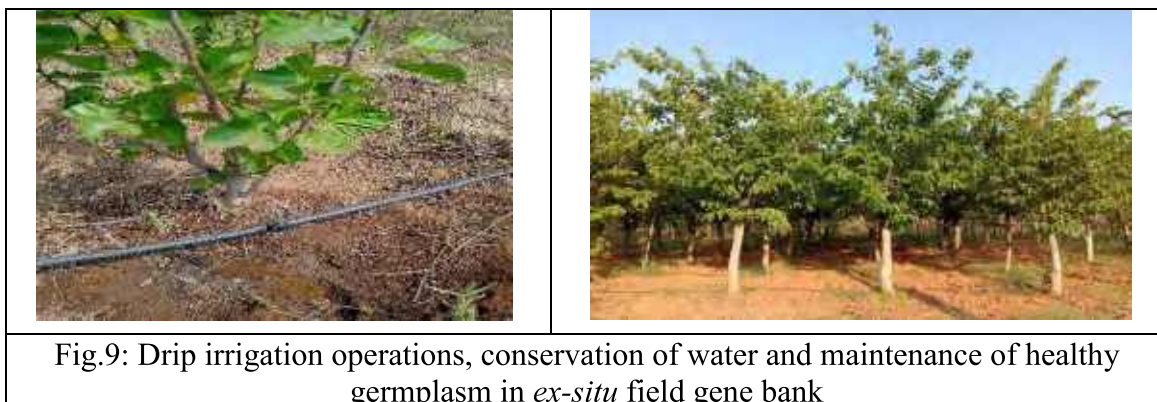 Fig.9: Drip irrigation operations, conservation of water and maintenance of healthy
germplasm in ex-situ field gene bank